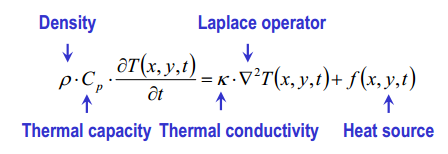 Density Laplace operator
ρ·C_p · ∂T(x,y,t)/∂t = κ·∇²T(x,y,t)+ f(x,y,t)
Thermal capacity Thermal conductivity Heat source